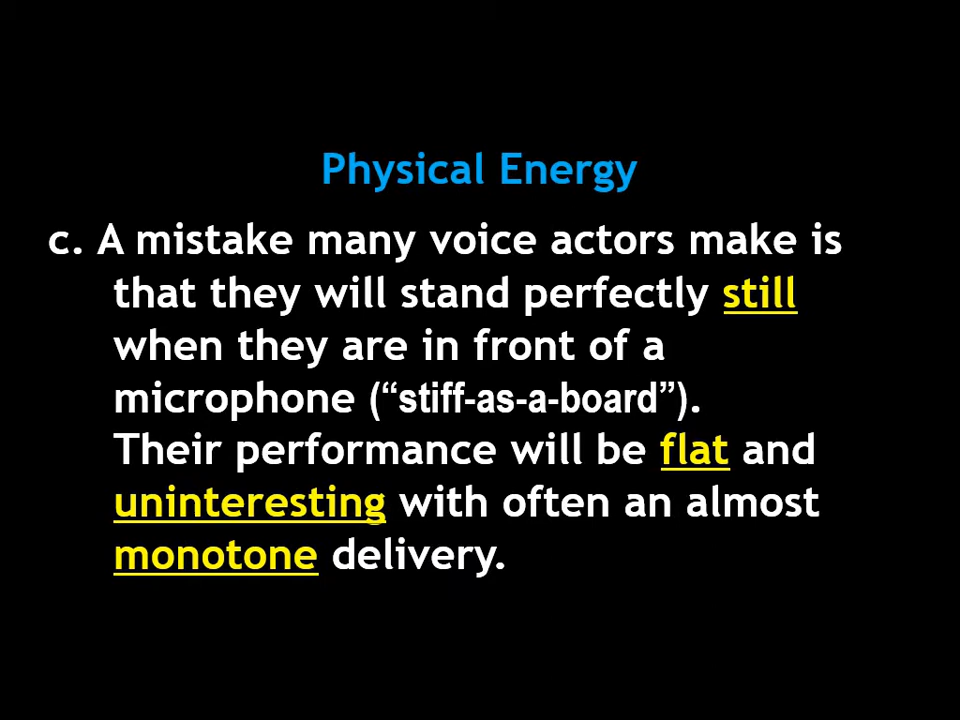 Physical Energy
c. A mistake many voice actors make is
that they will stand perfectly still
when they are in front of a
microphone (“stiff-as-a-board”).
Their performance will be flat and
uninteresting with often an almost
monotone delivery.